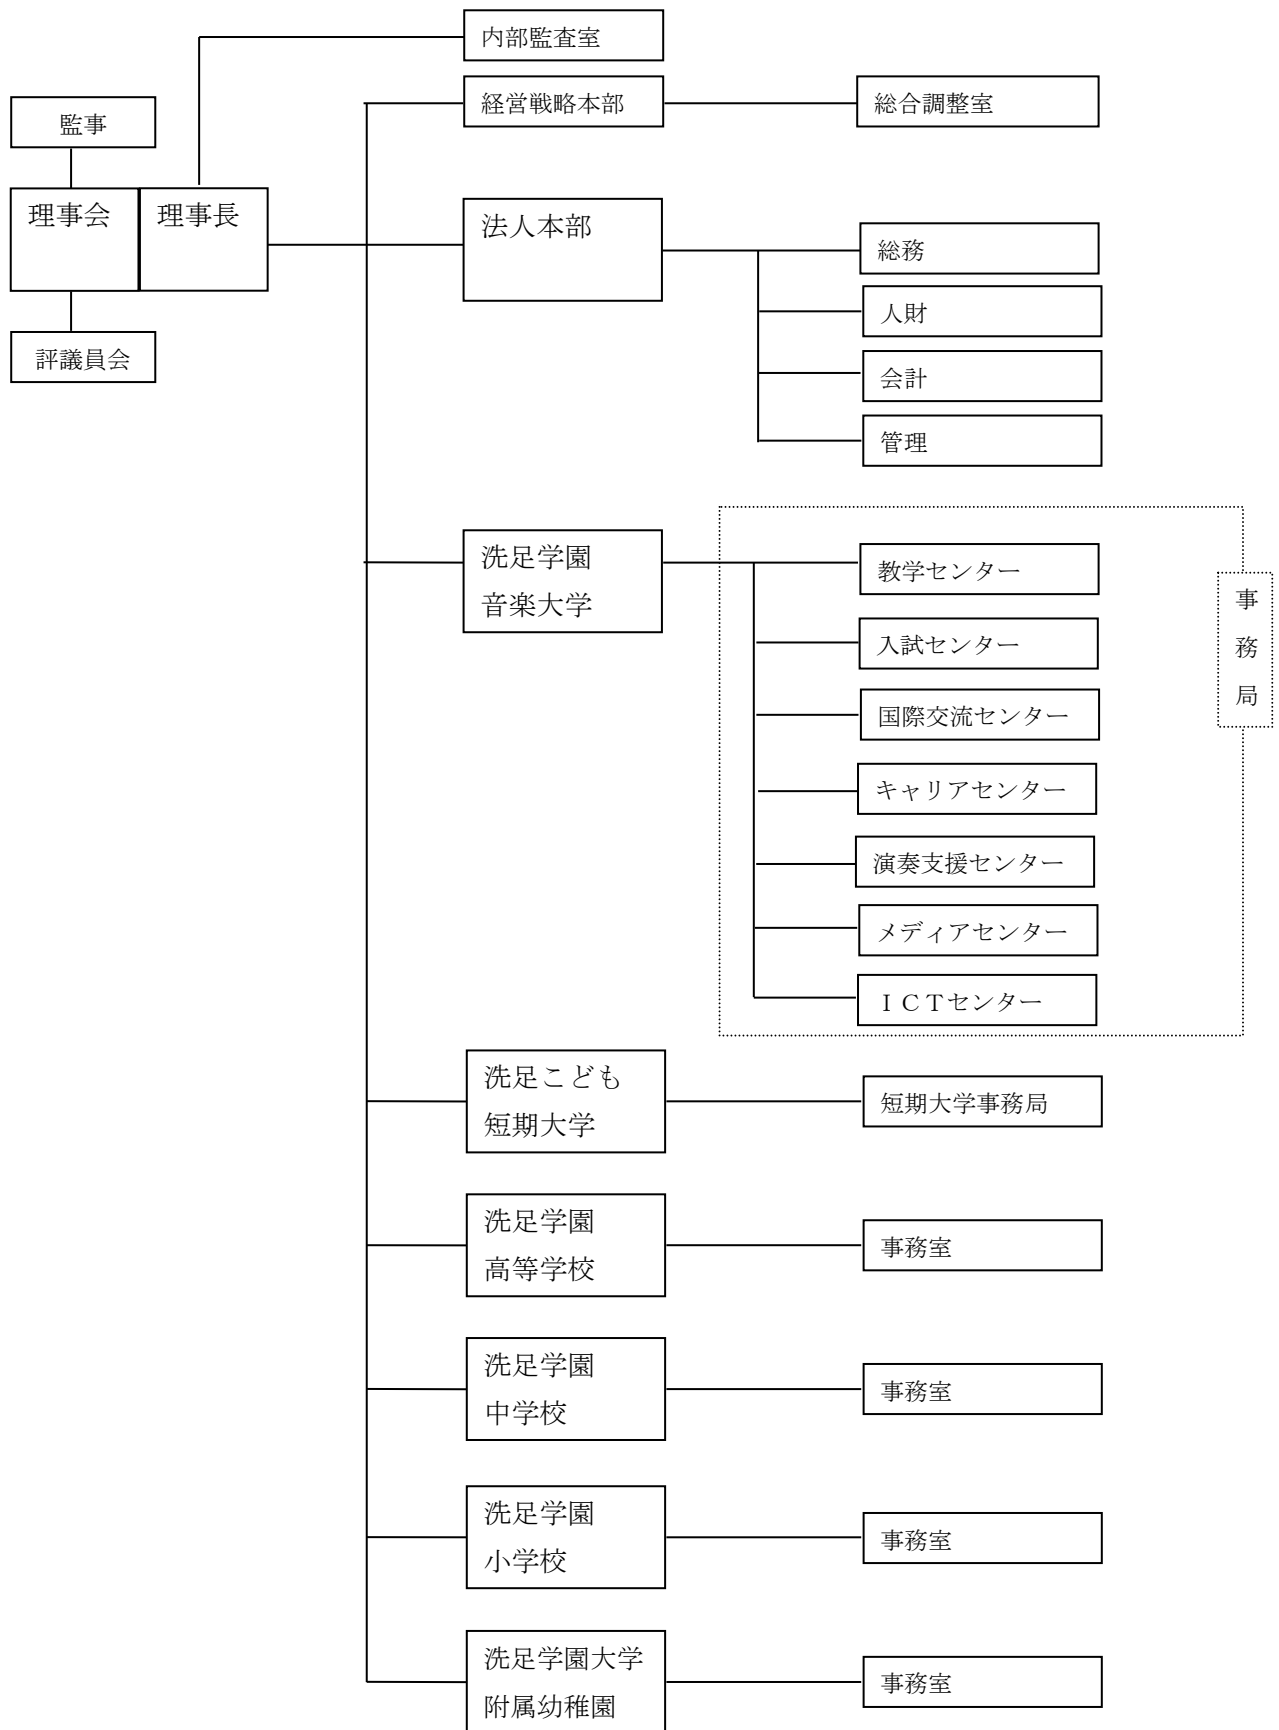 内部監査室
経営戦略本部
総合調整室
監事
理事会
理事長
評議員会
法人本部
総務
人財
会計
管理
洗足学園
音楽大学
教学センター
入試センター
国際交流センター
キャリアセンター
演奏支援センター
メディアセンター
ＩＣＴセンター
事
務
局
洗足こども
短期大学
短期大学事務局
洗足学園
高等学校
事務室
洗足学園
中学校
事務室
洗足学園
小学校
事務室
洗足学園大学
附属幼稚園
事務室